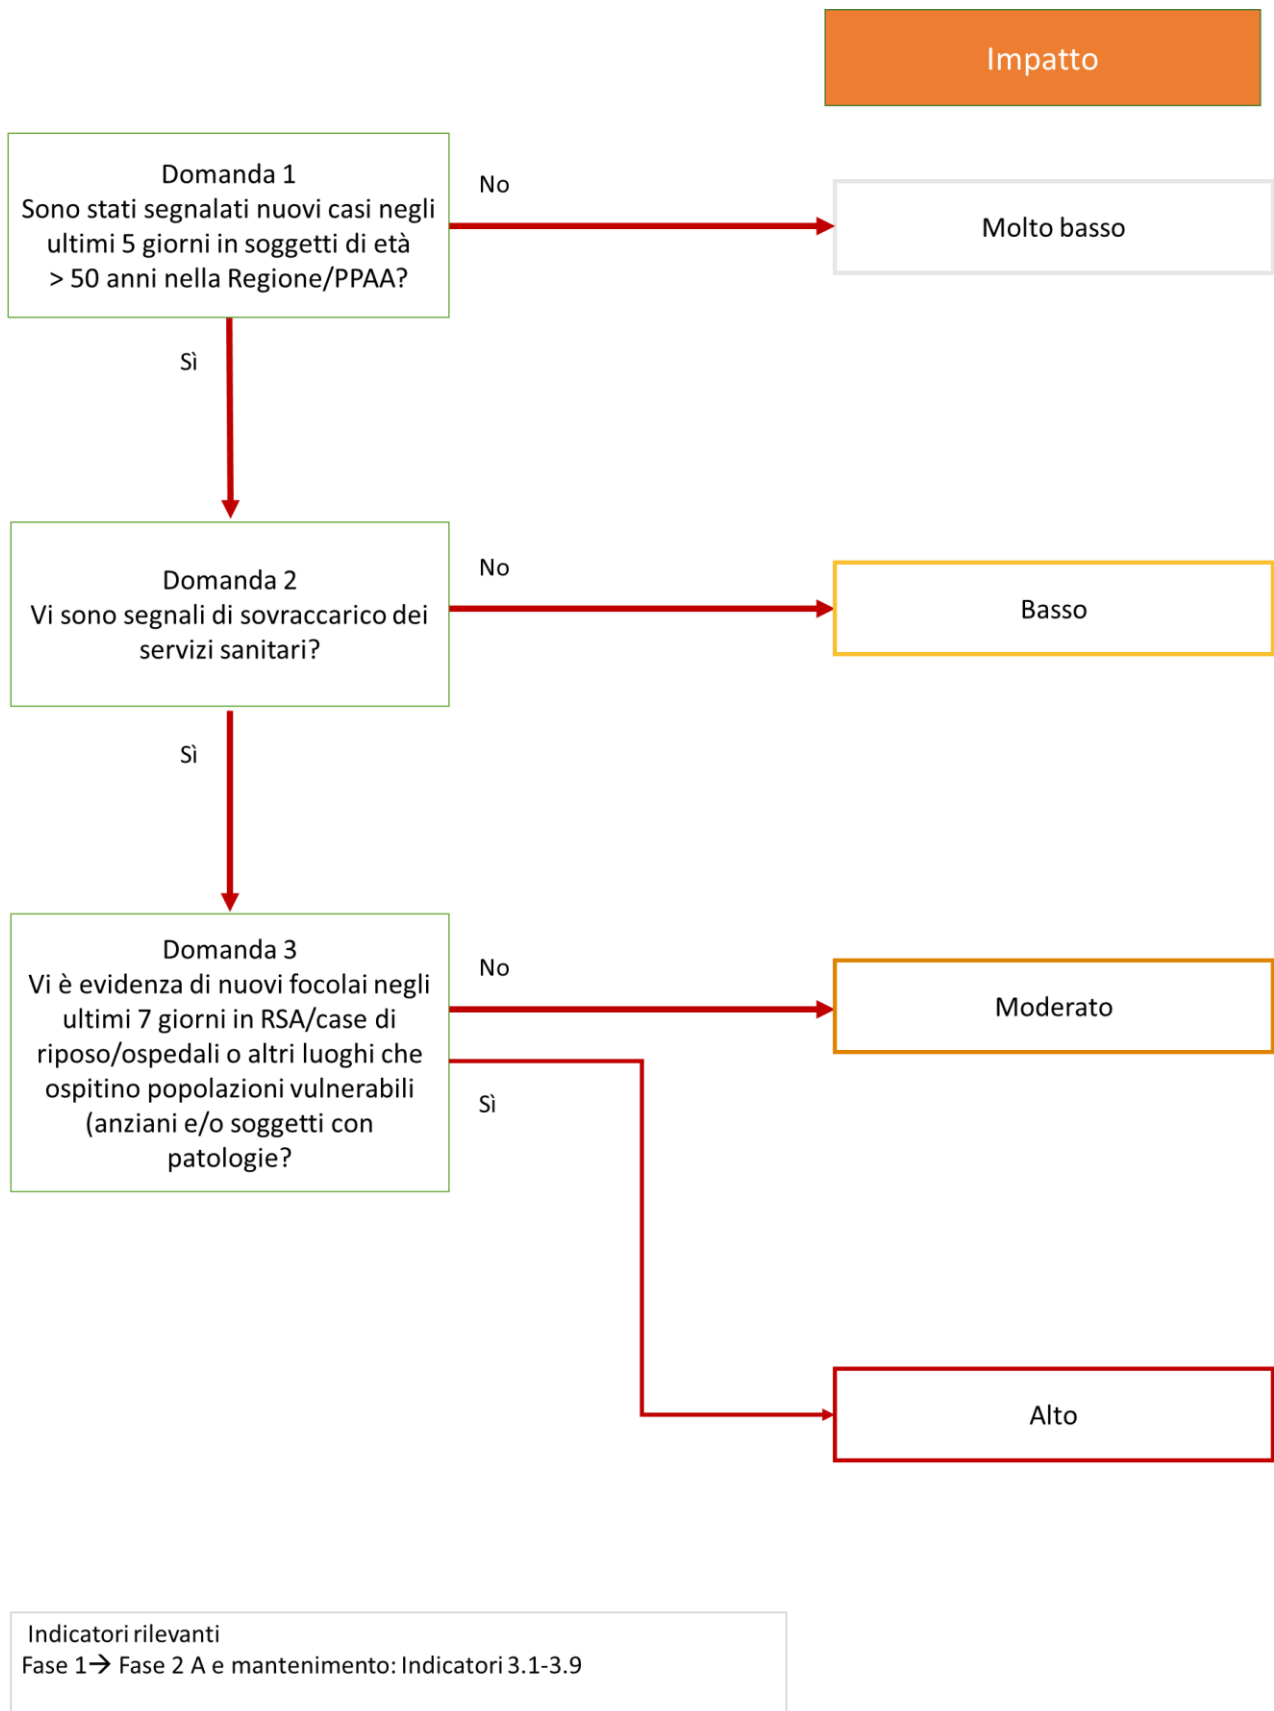 Impatto
Domanda 1
Sono stati segnalati nuovi casi negli
ultimi 5 giorni in soggetti di età
> 50 anni nella Regione/PPAA?
No
Molto basso
Sì
Domanda 2
Vi sono segnali di sovraccarico dei
servizi sanitari?
No
Basso
Sì
Domanda 3
Vi è evidenza di nuovi focolai negli
ultimi 7 giorni in RSA/case di
riposo/ospedali o altri luoghi che
ospitino popolazioni vulnerabili
(anziani e/o soggetti con
patologie?
No
Moderato
Sì
Alto
Indicatori rilevanti
Fase 1→ Fase 2 A e mantenimento: Indicatori 3.1-3.9